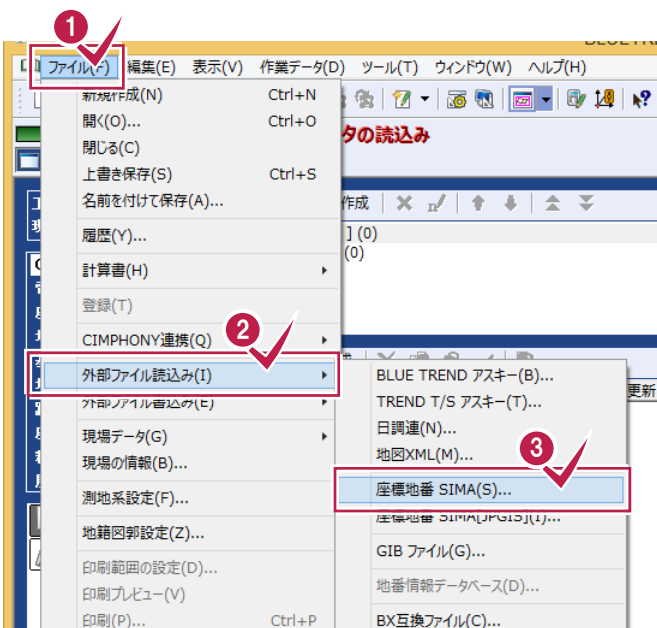 1
BLUETRE
ファイル(F) 編集(E) 表示(V) 作業データ(D) ツール(T) ウィンドウ(W) ヘルプ(H)
新規作成(N) Ctrl+N
開く(O)... Ctrl+O
タの読込み
閉じる(C)
上書き保存(S) Ctrl+S
名前を付けて保存(A)...
作成
履歴(Y)...
] (0)
(0)
計算書(H)
登録(T)
CIMPHONY連携(Q)
2
外部ファイル読込み(I)
外部ファイル書込み(E)
現場データ(G)
現場の情報(B)...
測地系設定(F)...
地籍図郭設定(Z)...
印刷範囲の設定(D)...
印刷プレビュー(V)
印刷(P)... Ctrl+P
BLUE TREND アスキー(B)...
更新
TREND T/S アスキー(T)...
日調連(N)...
地図XML(M)...
3
座標地番 SIMA(S)...
座標地番 SIMA[JPGIS](I)...
GIB ファイル(G)...
地番情報データベース(D)...
BX互換ファイル(C)...